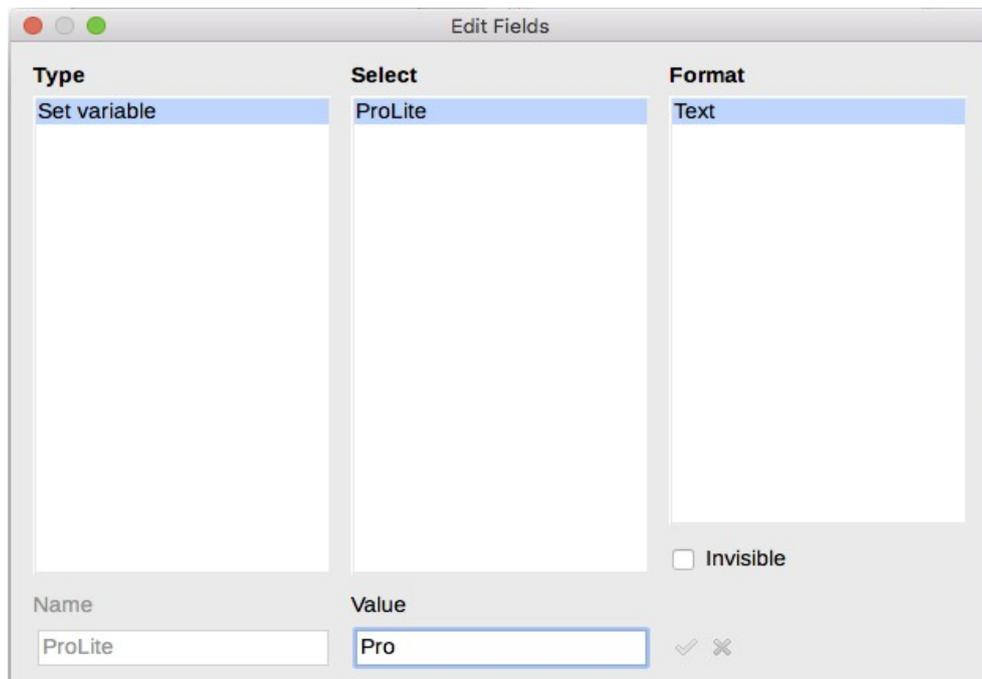 Edit Fields
Type Select Format
Set variable ProLite Text
Invisible
Name Value
ProLite Pro